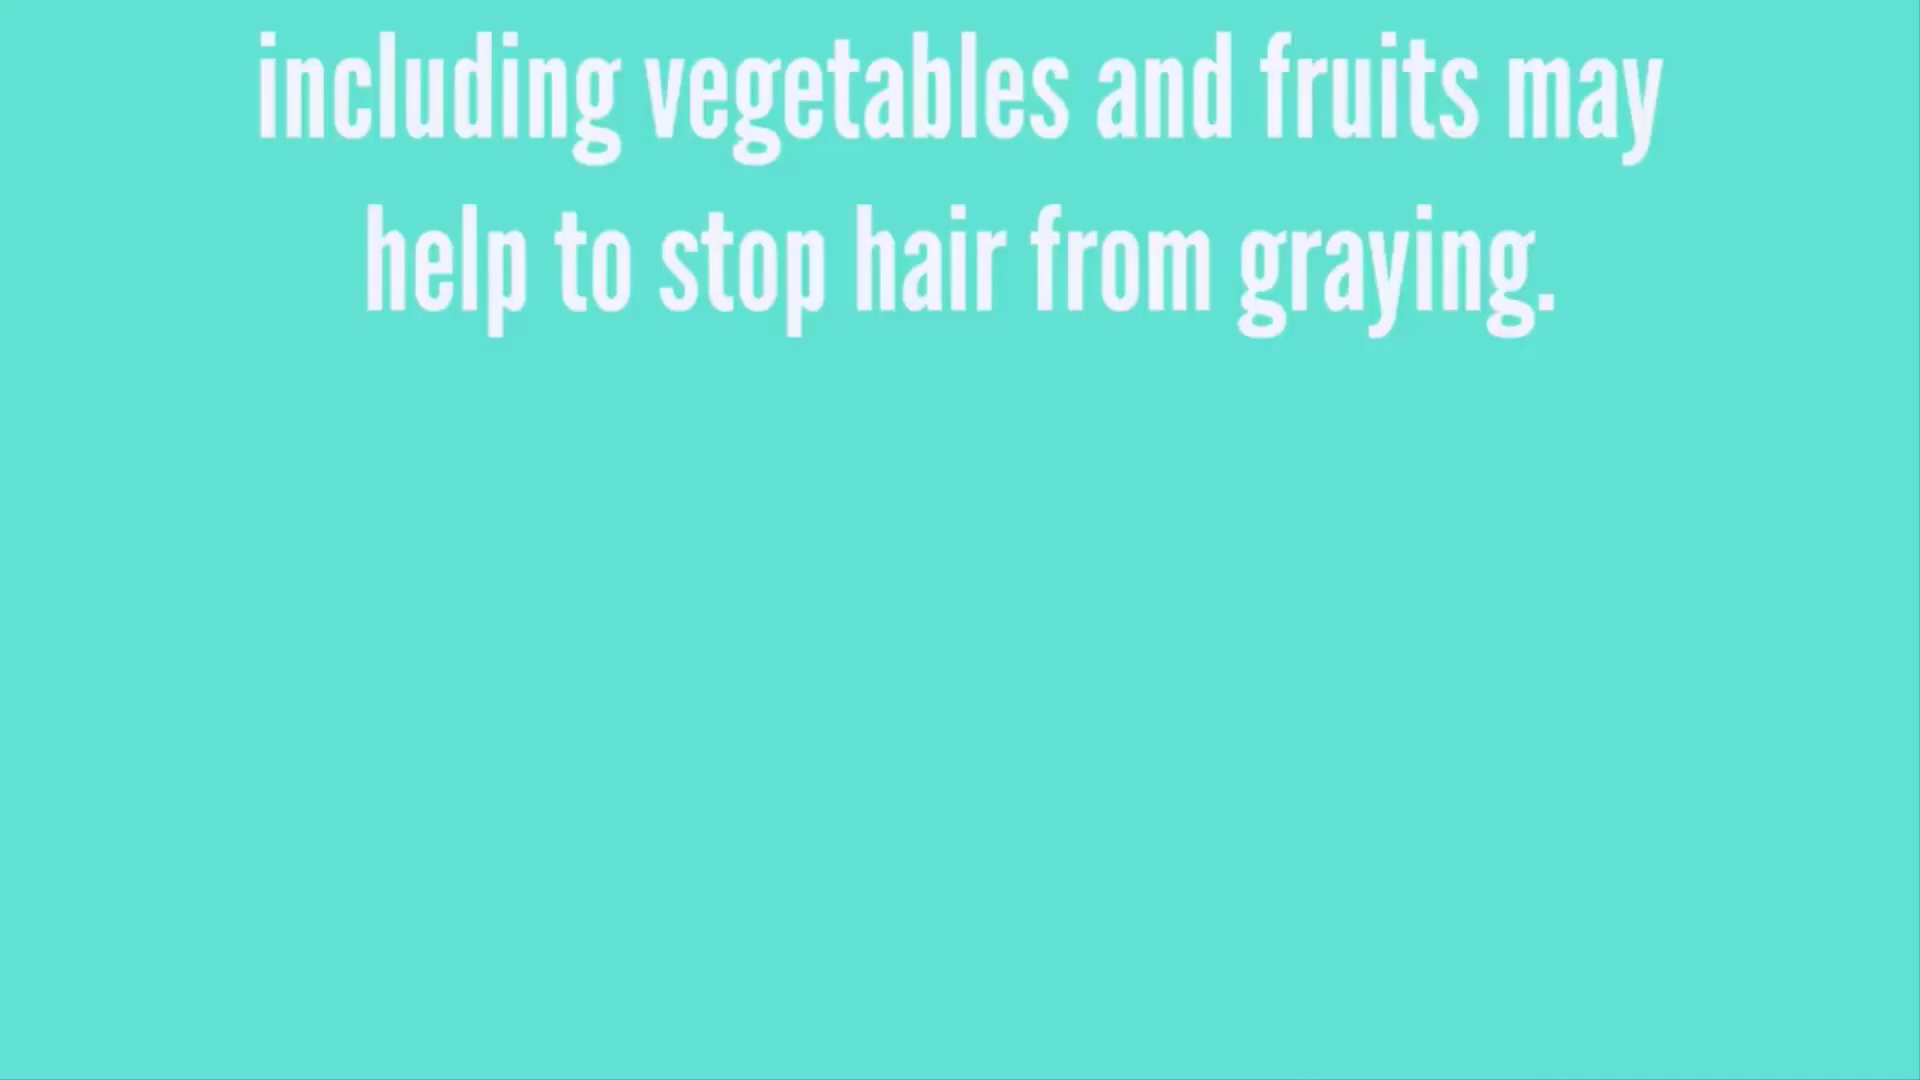 including vegetables and fruits may
help to stop hair from graying.